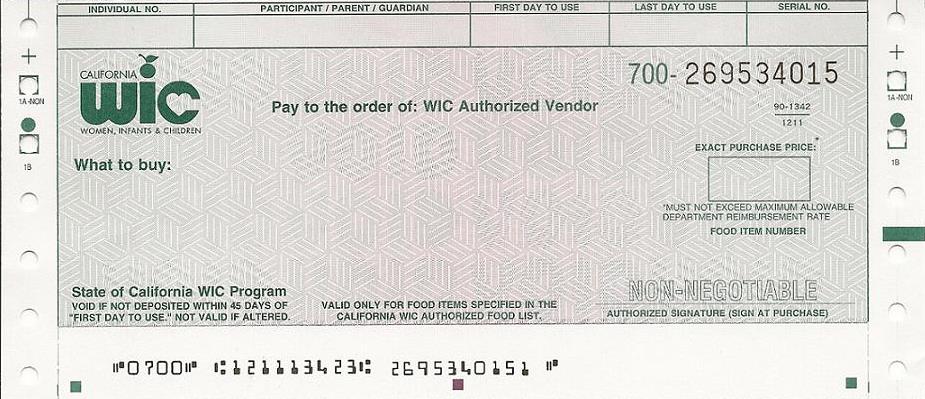 INDIVIDUAL NO. PARTICIPANT / PARENT / GUARDIAN FIRST DAY TO USE LAST DAY TO USE SERIAL NO.
CALIFORNIA
WIC
WOMEN, INFANTS & CHILDREN
700-269534015
Pay to the order of: WIC Authorized Vendor
90-1342
1211
What to buy:
EXACT PURCHASE PRICE:*
*MUST NOT EXCEED MAXIMUM ALLOWABLE
DEPARTMENT REIMBURSEMENT RATE
FOOD ITEM NUMBER
State of California WIC Program
VOID IF NOT DEPOSITED WITHIN 45 DAYS OF
"FIRST DAY TO USE." NOT VALID IF ALTERED.
VALID ONLY FOR FOOD ITEMS SPECIFIED IN THE
CALIFORNIA WIC AUTHORIZED FOOD LIST.
NON-NEGOTIABLE
AUTHORIZED SIGNATURE (SIGN AT PURCHASE)
⑈0700⑈ ⑆121113423⑆ 2695340151 ⑈
1A-NON
1B
1A-NON
1B